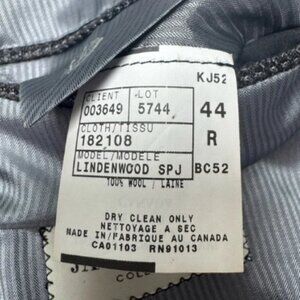 KJ52
CLIENT LOT
003649 5744 44
CLOTH/TISSU
182108 R
MODEL/MODELE
LINDENWOOD SPJ BC52
100% WOOL / LAINE
DRY CLEAN ONLY
NETTOYAGE A SEC
MADE IN/FABRIQUE AU CANADA
CA01103 RN91013